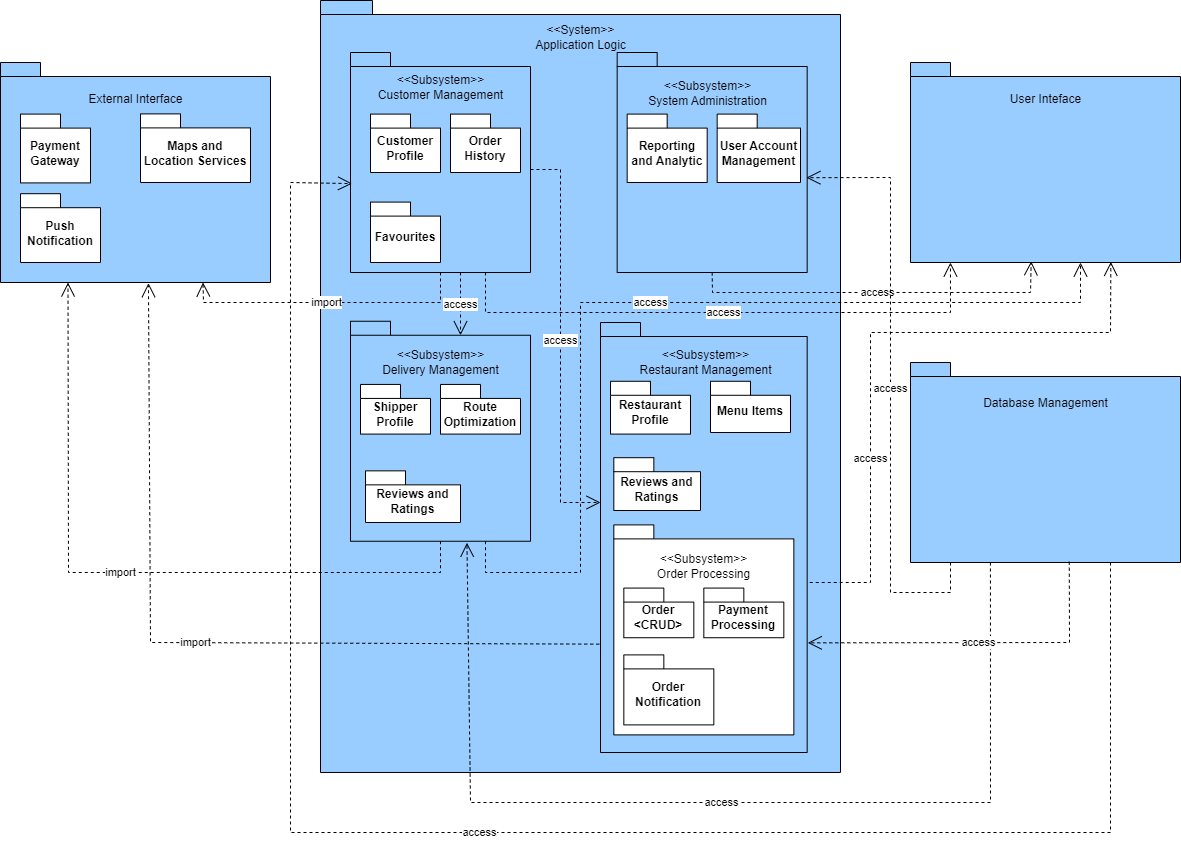 <<System>>
Application Logic
External Interface
Payment
Gateway
Maps and
Location Services
Push
Notification
<<Subsystem>>
Customer Management
Customer
Profile
Order
History
Favourites
<<Subsystem>>
System Administration
Reporting
and Analytic
User Account
Management
User Inteface
import
access
access
access
access
access
access
access
<<Subsystem>>
Delivery Management
Shipper
Profile
Route
Optimization
Reviews and
Ratings
<<Subsystem>>
Restaurant Management
Restaurant
Profile
Menu Items
Reviews and
Ratings
<<Subsystem>>
Order Processing
Order
<CRUD>
Payment
Processing
Order
Notification
Database Management
import
import
access
access
access